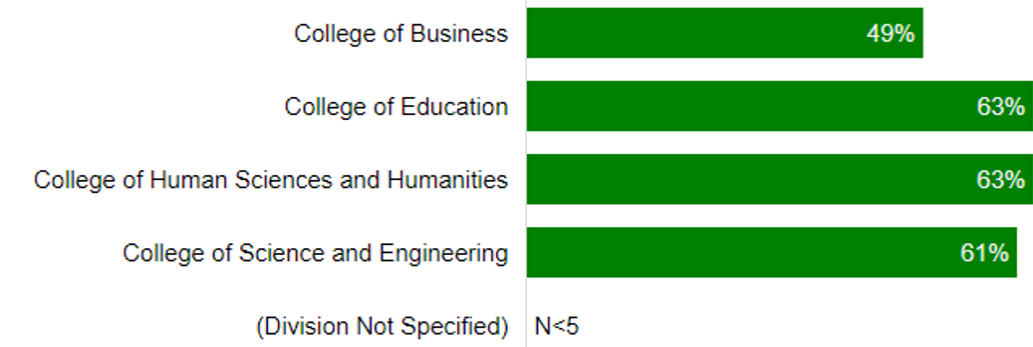 College of Business 49%
College of Education 63%
College of Human Sciences and Humanities 63%
College of Science and Engineering 61%
(Division Not Specified) N<5